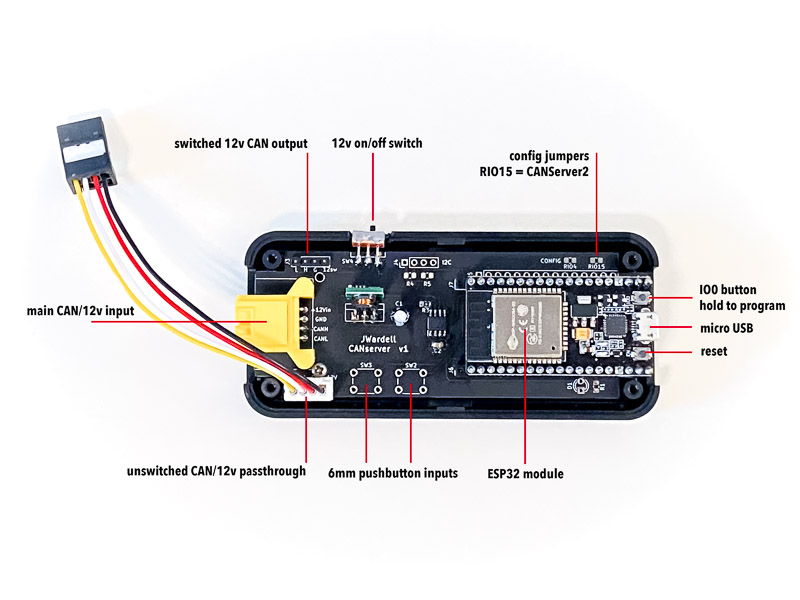 switched 12v CAN output
12v on/off switch
config jumpers
RIO15 = CANServer2
SW4
I2C
CONFIG
RIO4
RIO15
L H G 12sw
R4
R5
IO0 button
hold to program
main CAN/12v input
+12Vin
GND
CANH
CANL
C1
micro USB
JWardell
CANserver v1
reset
SW3
SW2
D1
unswitched CAN/12v passthrough
6mm pushbutton inputs
ESP32 module